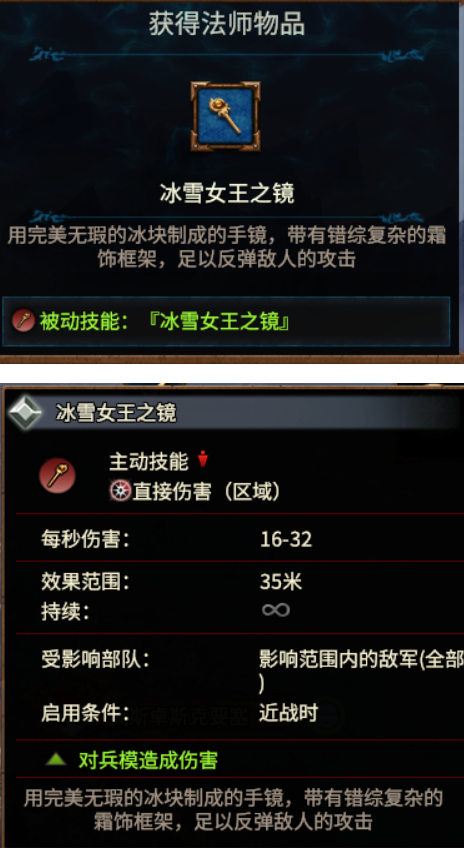 获得法师物品
冰雪女王之镜
用完美无瑕的冰块制成的手镜，带有错综复杂的霜
饰框架，足以反弹敌人的攻击
被动技能：『冰雪女王之镜』
冰雪女王之镜
主动技能
直接伤害（区域）
每秒伤害： 16-32
效果范围： 35米
持续： ∞
受影响部队： 影响范围内的敌军(全部
)
启用条件： 近战时
对兵模造成伤害
用完美无瑕的冰块制成的手镜，带有错综复杂的
霜饰框架，足以反弹敌人的攻击